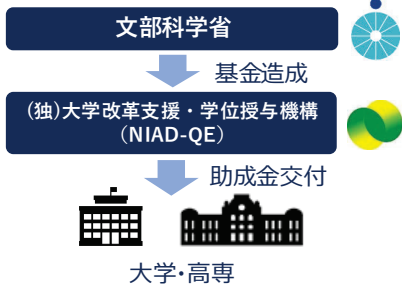 文部科学省
基金造成
(独)大学改革支援・学位授与機構
(NIAD-QE)
助成金交付
大学・高専